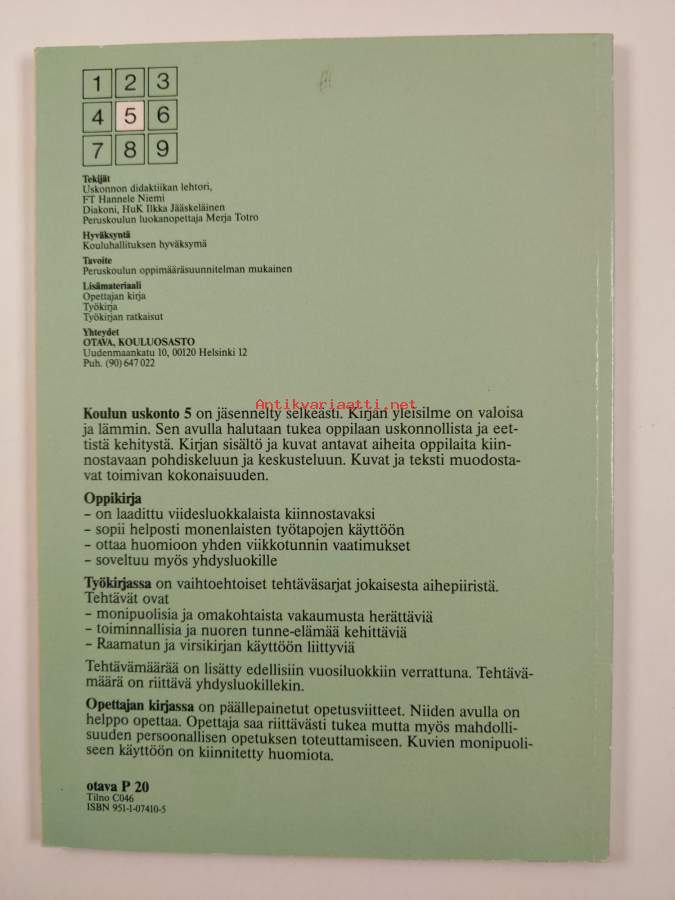 1 2 3
4 5 6
7 8 9
Tekijät
Uskonnon didaktiikan lehtori,
FT Hannele Niemi
Diakoni, HuK Ilkka Jääskeläinen
Peruskoulun luokanopettaja Merja Totro
Hyväksyntä
Kouluhallituksen hyväksymä
Tavoite
Peruskoulun oppimääräsuunnitelman mukainen
Lisämateriaali
Opettajan kirja
Työkirja
Työkirjan ratkaisut
Yhteydet
OTAVA, KOULUOSASTO
Uudenmaankatu 10, 00120 Helsinki 12
Puh. (90) 647 022
Antikvariaatti.net
Koulun uskonto 5 on jäsennelty selkeästi. Kirjan yleisilme on valoisa
ja lämmin. Sen avulla halutaan tukea oppilaan uskonnollista ja eet-
tistä kehitystä. Kirjan sisältö ja kuvat antavat aiheita oppilaita kiin-
nostavaan pohdiskeluun ja keskusteluun. Kuvat ja teksti muodosta-
vat toimivan kokonaisuuden.
Oppikirja
– on laadittu viidesluokkalaista kiinnostavaksi
– sopii helposti monenlaisten työtapojen käyttöön
– ottaa huomioon yhden viikkotunnin vaatimukset
– soveltuu myös yhdysluokille
Työkirjassa on vaihtoehtoiset tehtäväsarjat jokaisesta aihepiiristä.
Tehtävät ovat
– monipuolisia ja omakohtaista vakaumusta herättäviä
– toiminnallisia ja nuoren tunne-elämää kehittäviä
– Raamatun ja virsikirjan käyttöön liittyviä
Tehtävämäärää on lisätty edellisiin vuosiluokkiin verrattuna. Tehtävä-
määrä on riittävä yhdysluokillekin.
Opettajan kirjassa on päällepainetut opetusviitteet. Niiden avulla on
helppo opettaa. Opettaja saa riittävästi tukea mutta myös mahdolli-
suuden persoonallisen opetuksen toteuttamiseen. Kuvien monipuoli-
seen käyttöön on kiinnitetty huomiota.
otava P 20
Tilno C046
ISBN 951-1-07410-5